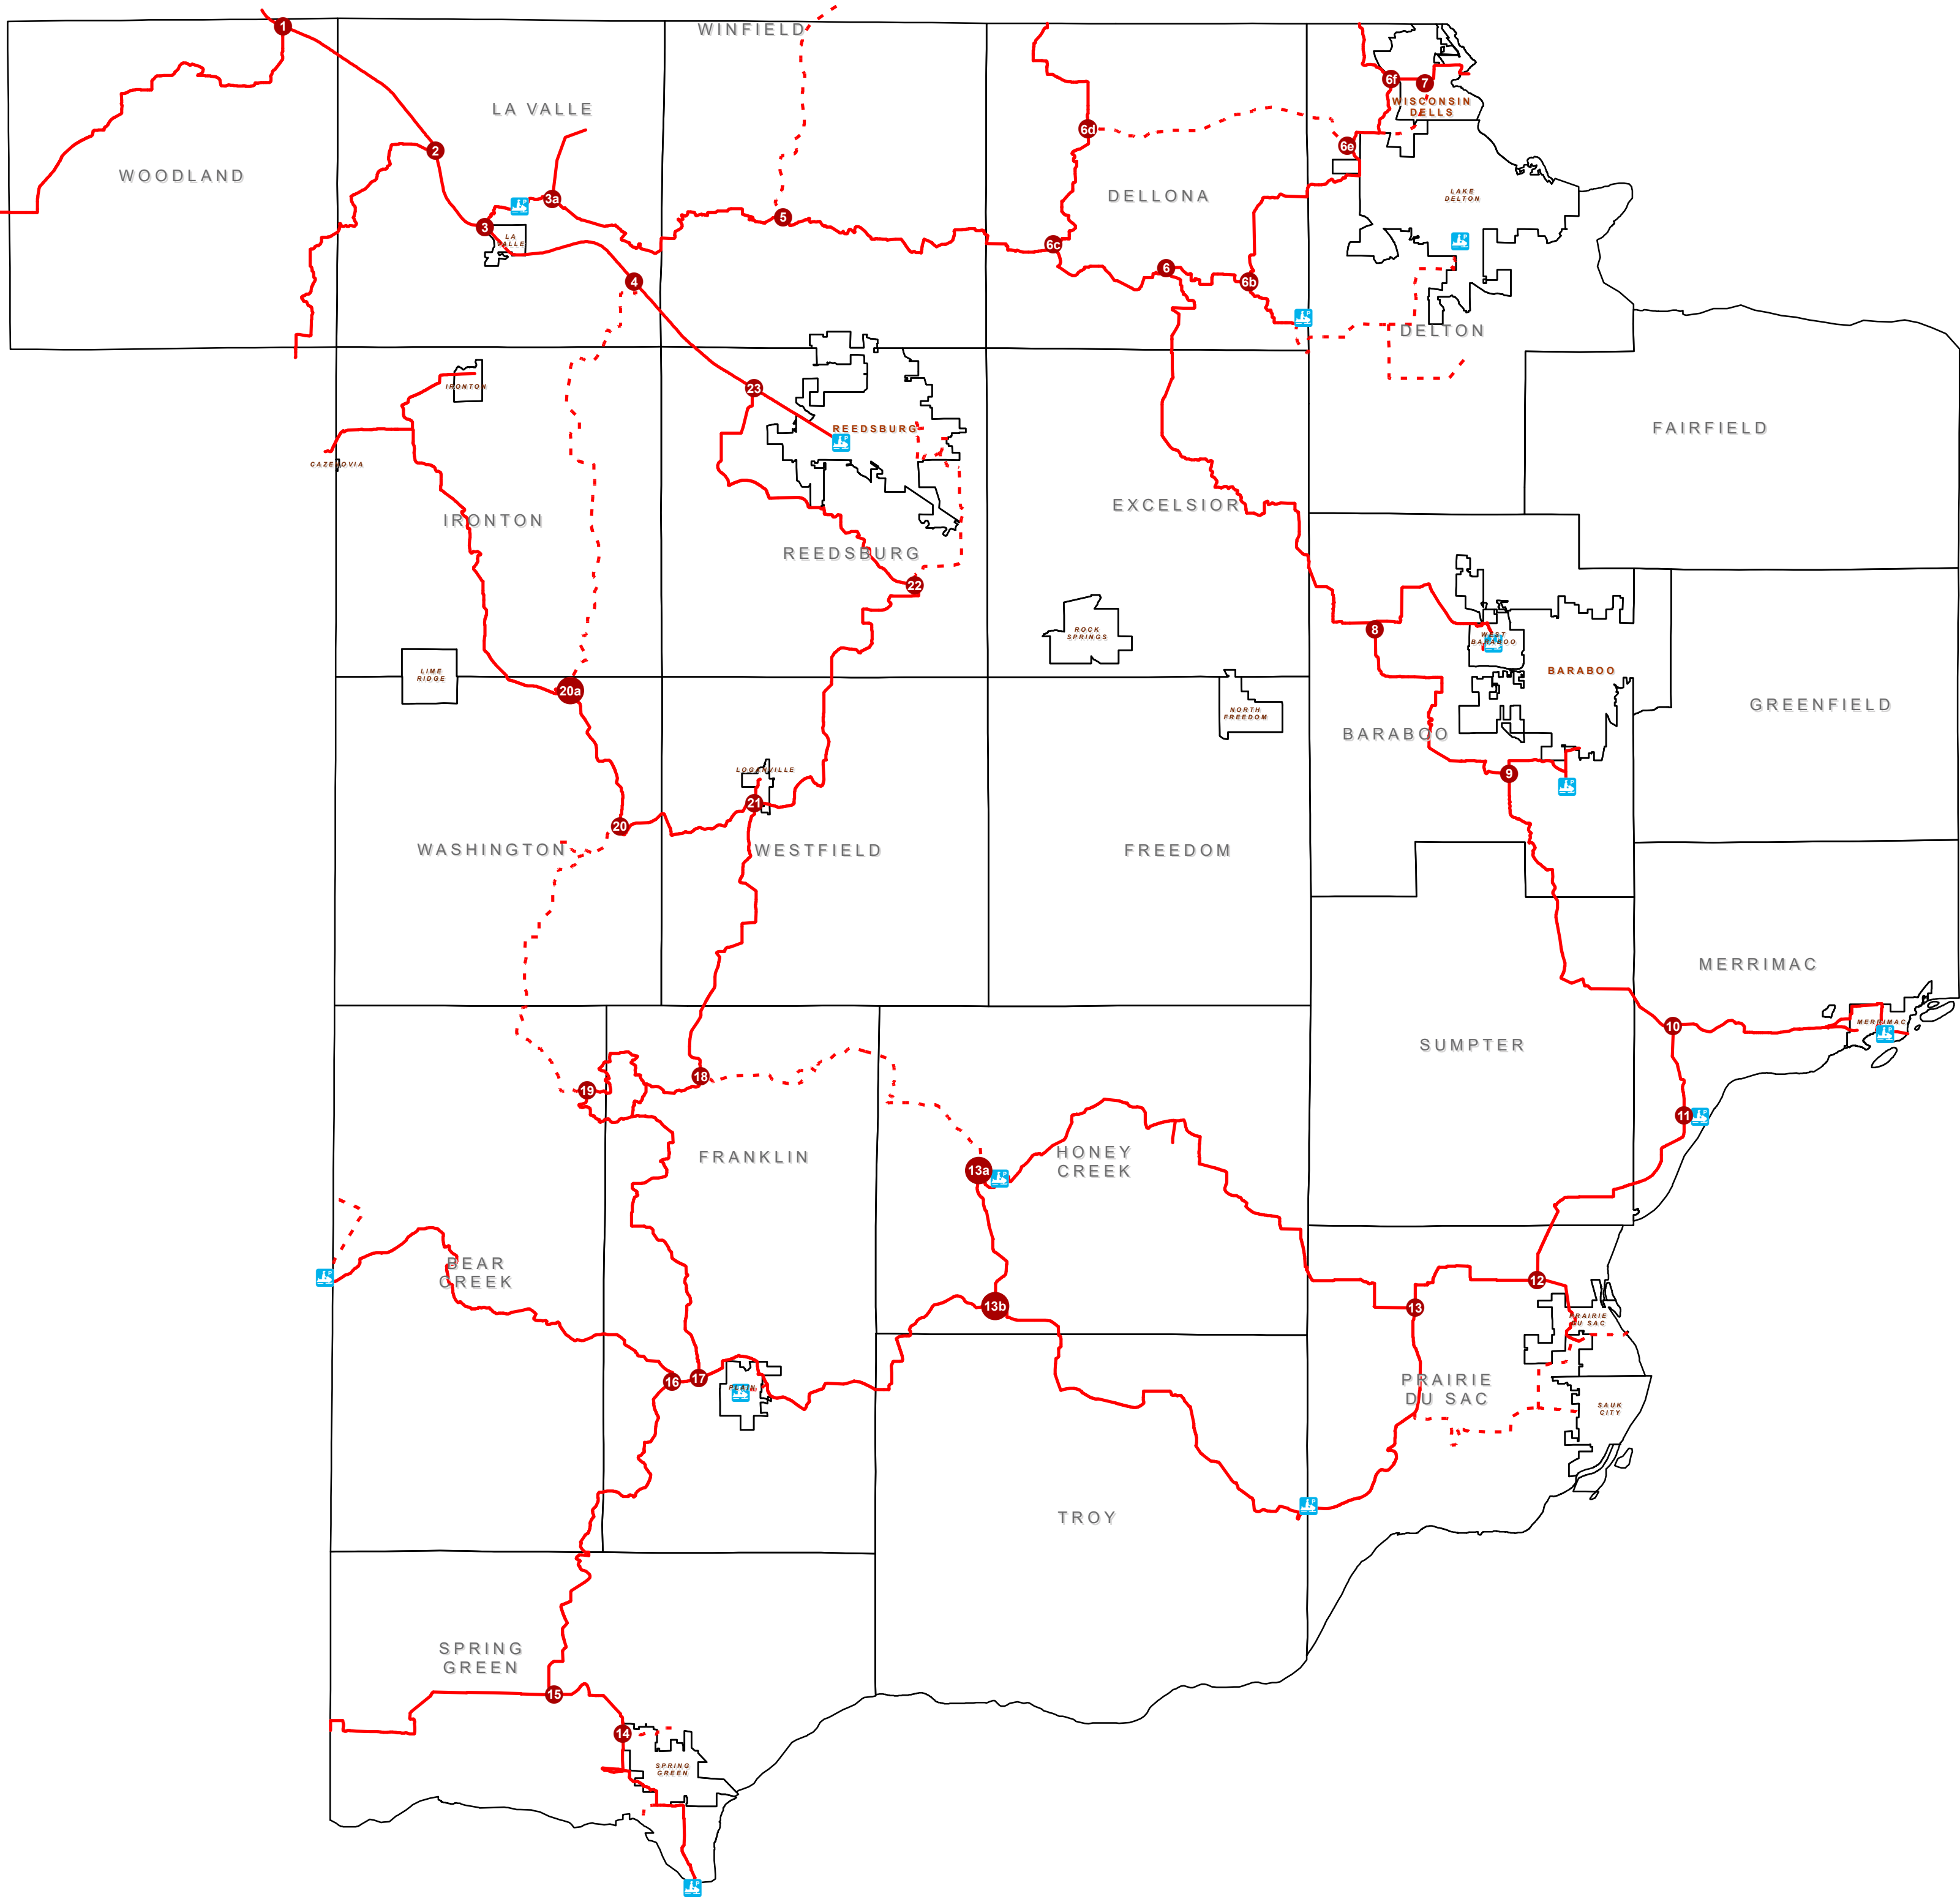 1
WINFIELD
6f
7
WISCONSIN
DELLS
LA VALLE
6d
2
6e
WOODLAND
3a
DELLONA
LAKE
DELTON
P
5
3
LA
VALLE
6c
P
6
4
6b
P
DELTON
IRONTON
23
REEDSBURG
P
FAIRFIELD
CAZENOVIA
EXCELSIOR
IRONTON
REEDSBURG
22
ROCK
SPRINGS
8
WEST
BARABOO
P
LIME
RIDGE
BARABOO
20a
NORTH
FREEDOM
GREENFIELD
BARABOO
LOGANVILLE
9
P
21
20
WASHINGTON
WESTFIELD
FREEDOM
MERRIMAC
10
MERRIMAC
P
SUMPTER
18
19
11
P
FRANKLIN
HONEY
CREEK
13a
P
BEAR
CREEK
P
12
13b
13
PRAIRIE
DU SAC
16
17
PLAIN
P
PRAIRIE
DU SAC
SAUK
CITY
P
TROY
SPRING
GREEN
15
14
SPRING
GREEN
P